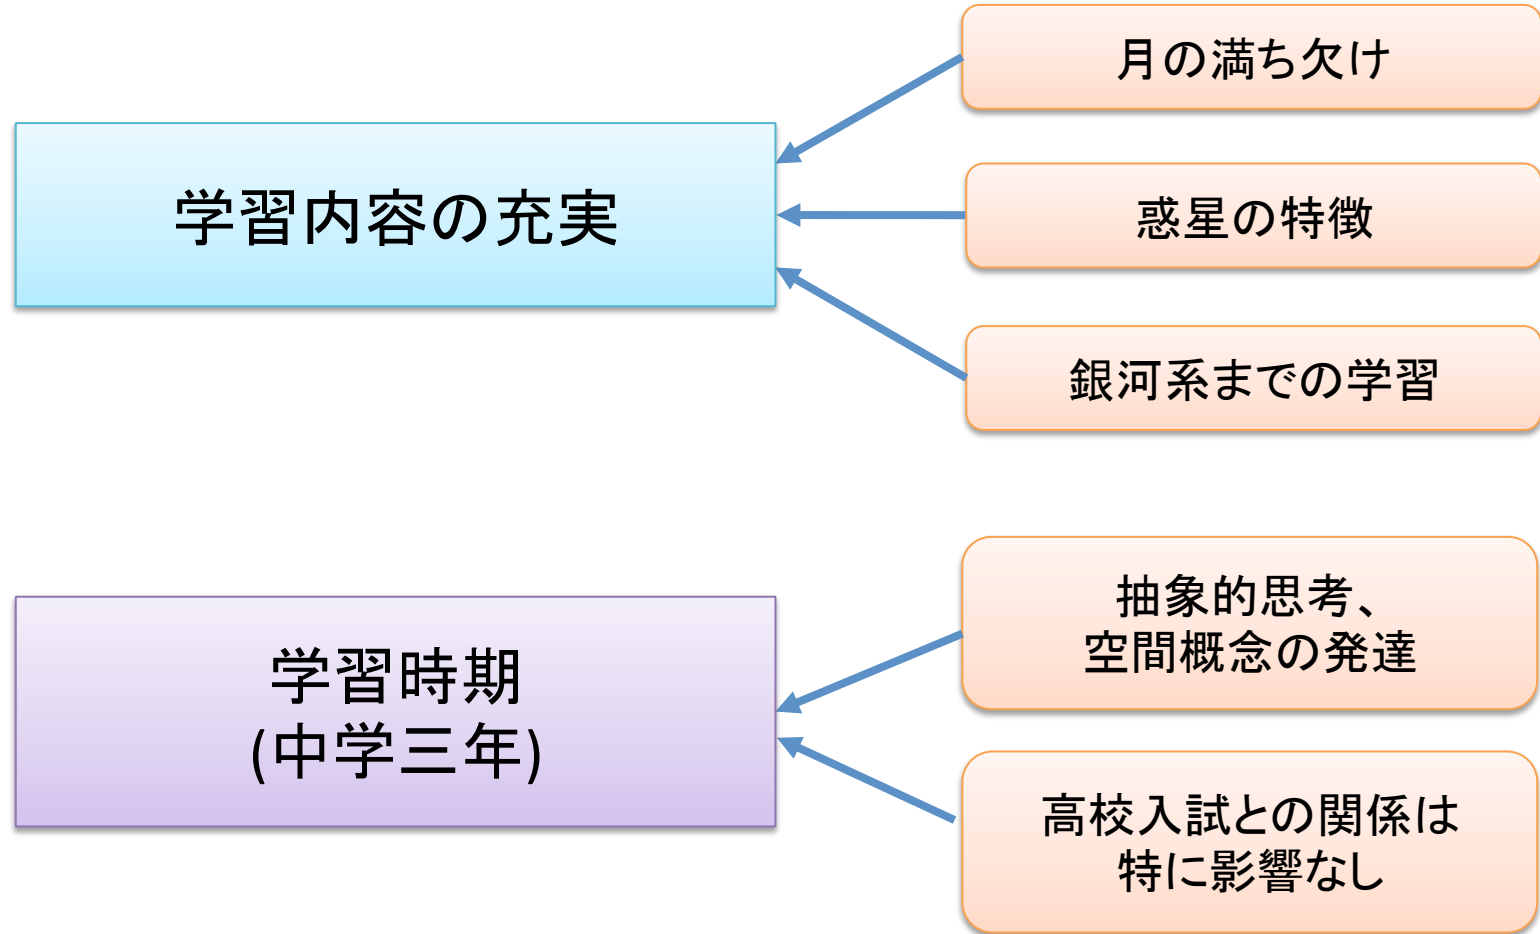 月の満ち欠け
学習内容の充実
惑星の特徴
銀河系までの学習
抽象的思考、
空間概念の発達
学習時期
(中学三年)
高校入試との関係は
特に影響なし